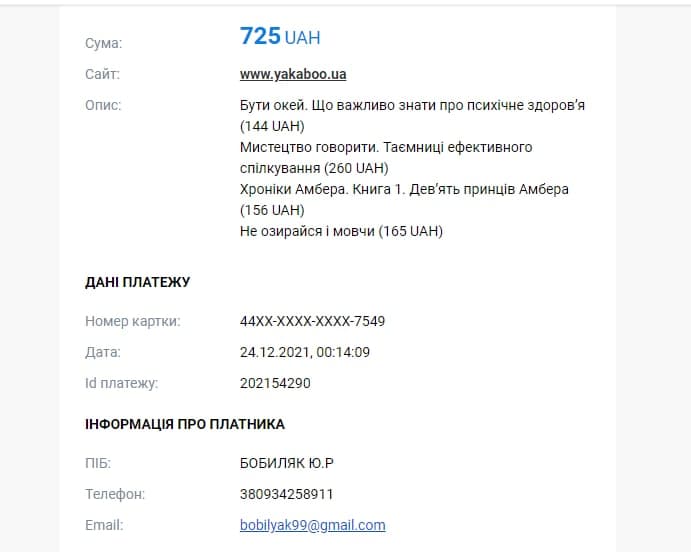 Сума: 725 UAH
Сайт: www.yakaboo.ua
Опис: Бути окей. Що важливо знати про психічне здоров’я
(144 UAH)
Мистецтво говорити. Таємниці ефективного
спілкування (260 UAH)
Хроніки Амбера. Книга 1. Дев’ять принців Амбера
(156 UAH)
Не озирайся і мовчи (165 UAH)
ДАНІ ПЛАТЕЖУ
Номер картки: 44XX-XXXX-XXXX-7549
Дата: 24.12.2021, 00:14:09
Id платежу: 202154290
ІНФОРМАЦІЯ ПРО ПЛАТНИКА
ПІБ: БОБИЛЯК Ю.Р
Телефон: 380934258911
Email: bobilyak99@gmail.com